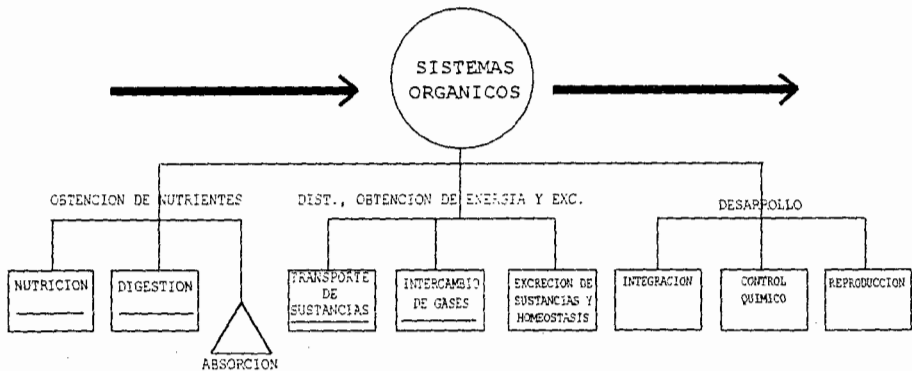 SISTEMAS
ORGANICOS
OBTENCION DE NUTRIENTES
DIST., OBTENCION DE ENERGIA Y EXC.
DESARROLLO
NUTRICION
DIGESTION
ABSORCION
TRANSPORTE
DE
SUSTANCIAS
INTERCAMBIO
DE GASES
EXCRECION DE
SUSTANCIAS Y
HOMEOSTASIS
INTEGRACION
CONTROL
QUIMICO
REPRODUCCION